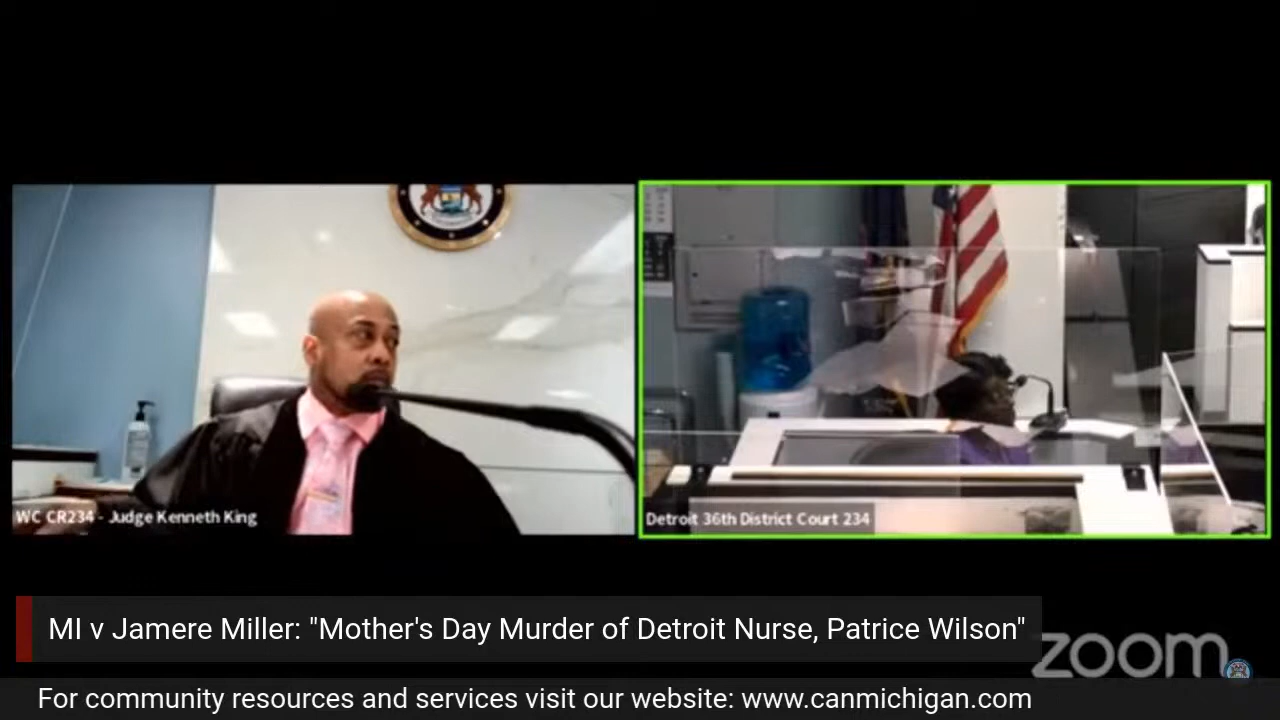 WC CR234 - Judge Kenneth King
Detroit 36th District Court 234
MI v Jamere Miller: "Mother's Day Murder of Detroit Nurse, Patrice Wilson"
zoom
For community resources and services visit our website: www.canmichigan.com